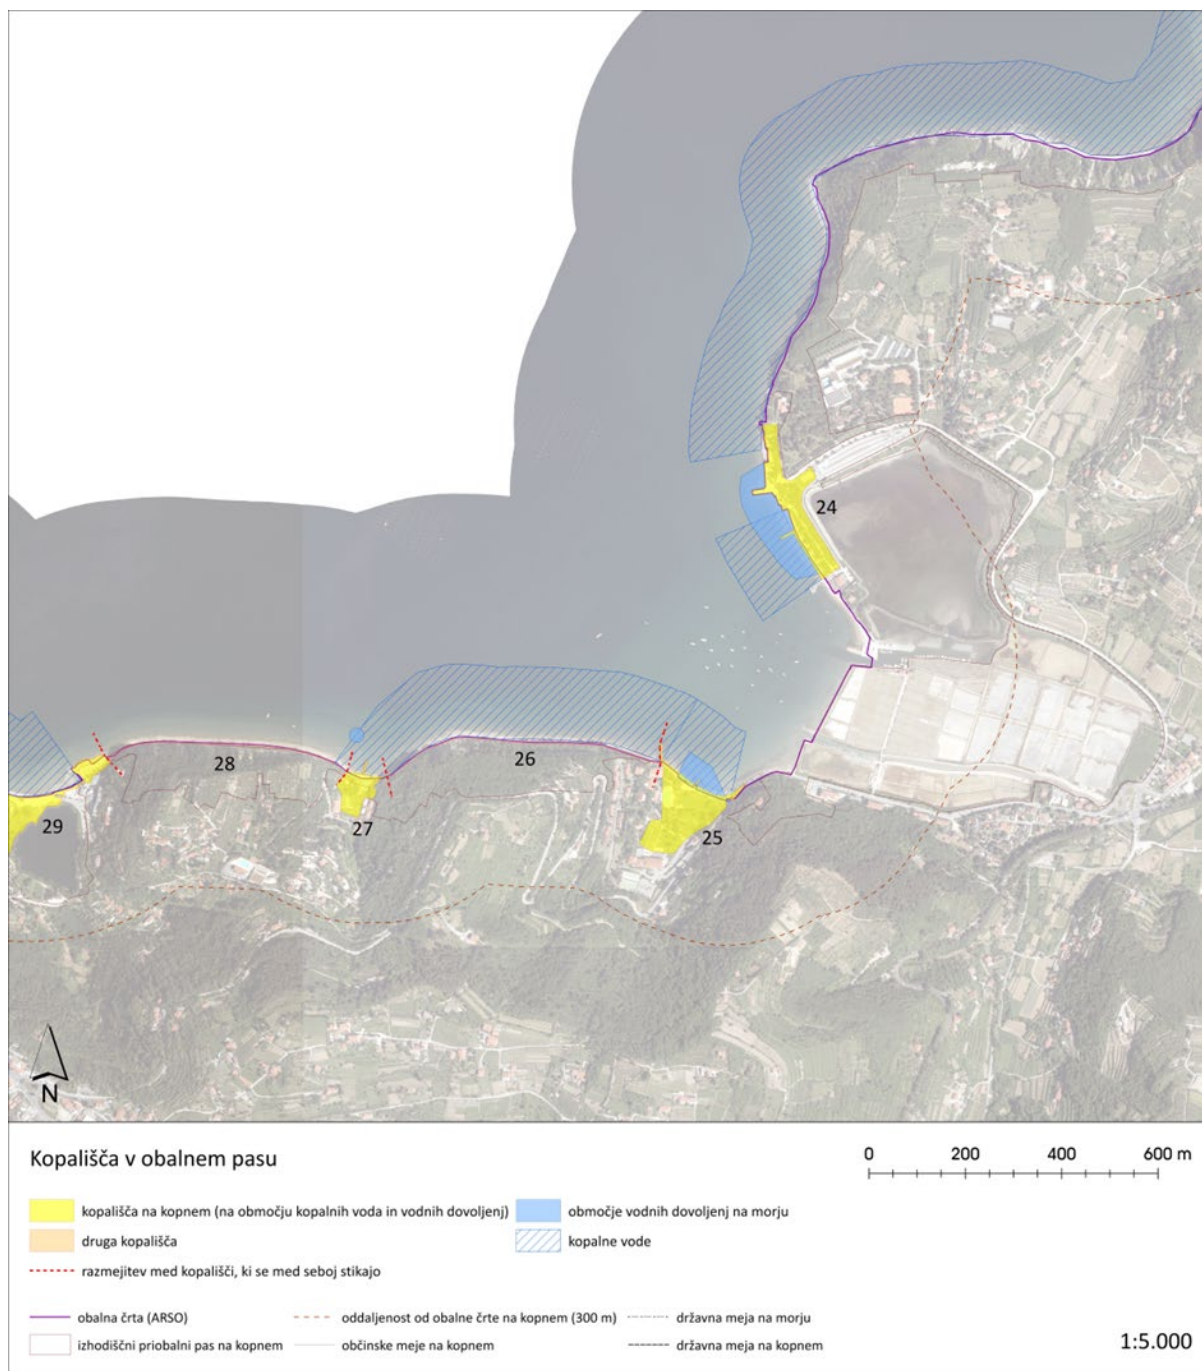 24
28
26
29
27
25
N
Kopališča v obalnem pasu
0 200 400 600 m
kopališča na kopnem (na območju kopalnih voda in vodnih dovoljenj)
območje vodnih dovoljenj na morju
druga kopališča
kopalne vode
razmejitev med kopališči, ki se med seboj stikajo
obalna črta (ARSO)
oddaljenost od obalne črte na kopnem (300 m)
državna meja na morju
izhodiščni priobalni pas na kopnem
občinske meje na kopnem
državna meja na kopnem
1:5.000